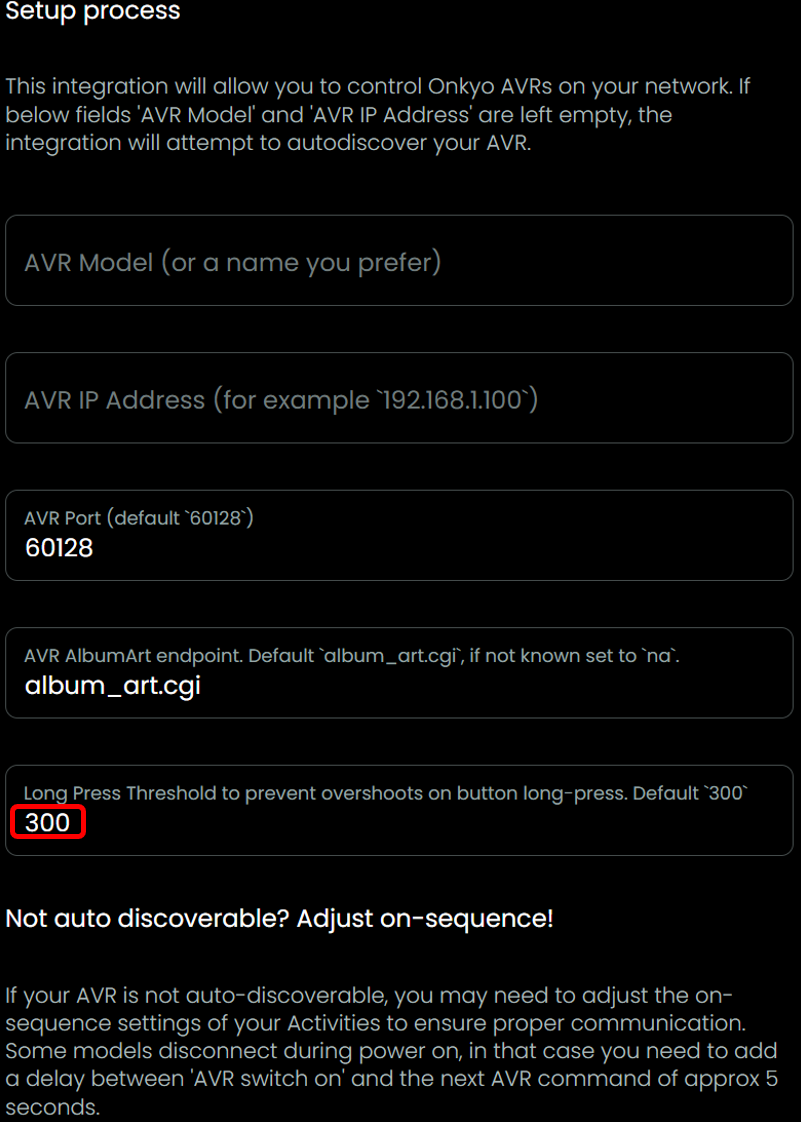 Setup process
This integration will allow you to control Onkyo AVRs on your network. If
below fields 'AVR Model' and 'AVR IP Address' are left empty, the
integration will attempt to autodiscover your AVR.
AVR Model (or a name you prefer)
AVR IP Address (for example `192.168.1.100`)
AVR Port (default `60128`)
60128
AVR AlbumArt endpoint. Default `album_art.cgi`, if not known set to `na`.
album_art.cgi
Long Press Threshold to prevent overshoots on button long-press. Default `300`
300
Not auto discoverable? Adjust on-sequence!
If your AVR is not auto-discoverable, you may need to adjust the on-
sequence settings of your Activities to ensure proper communication.
Some models disconnect during power on, in that case you need to add
a delay between 'AVR switch on' and the next AVR command of approx 5
seconds.